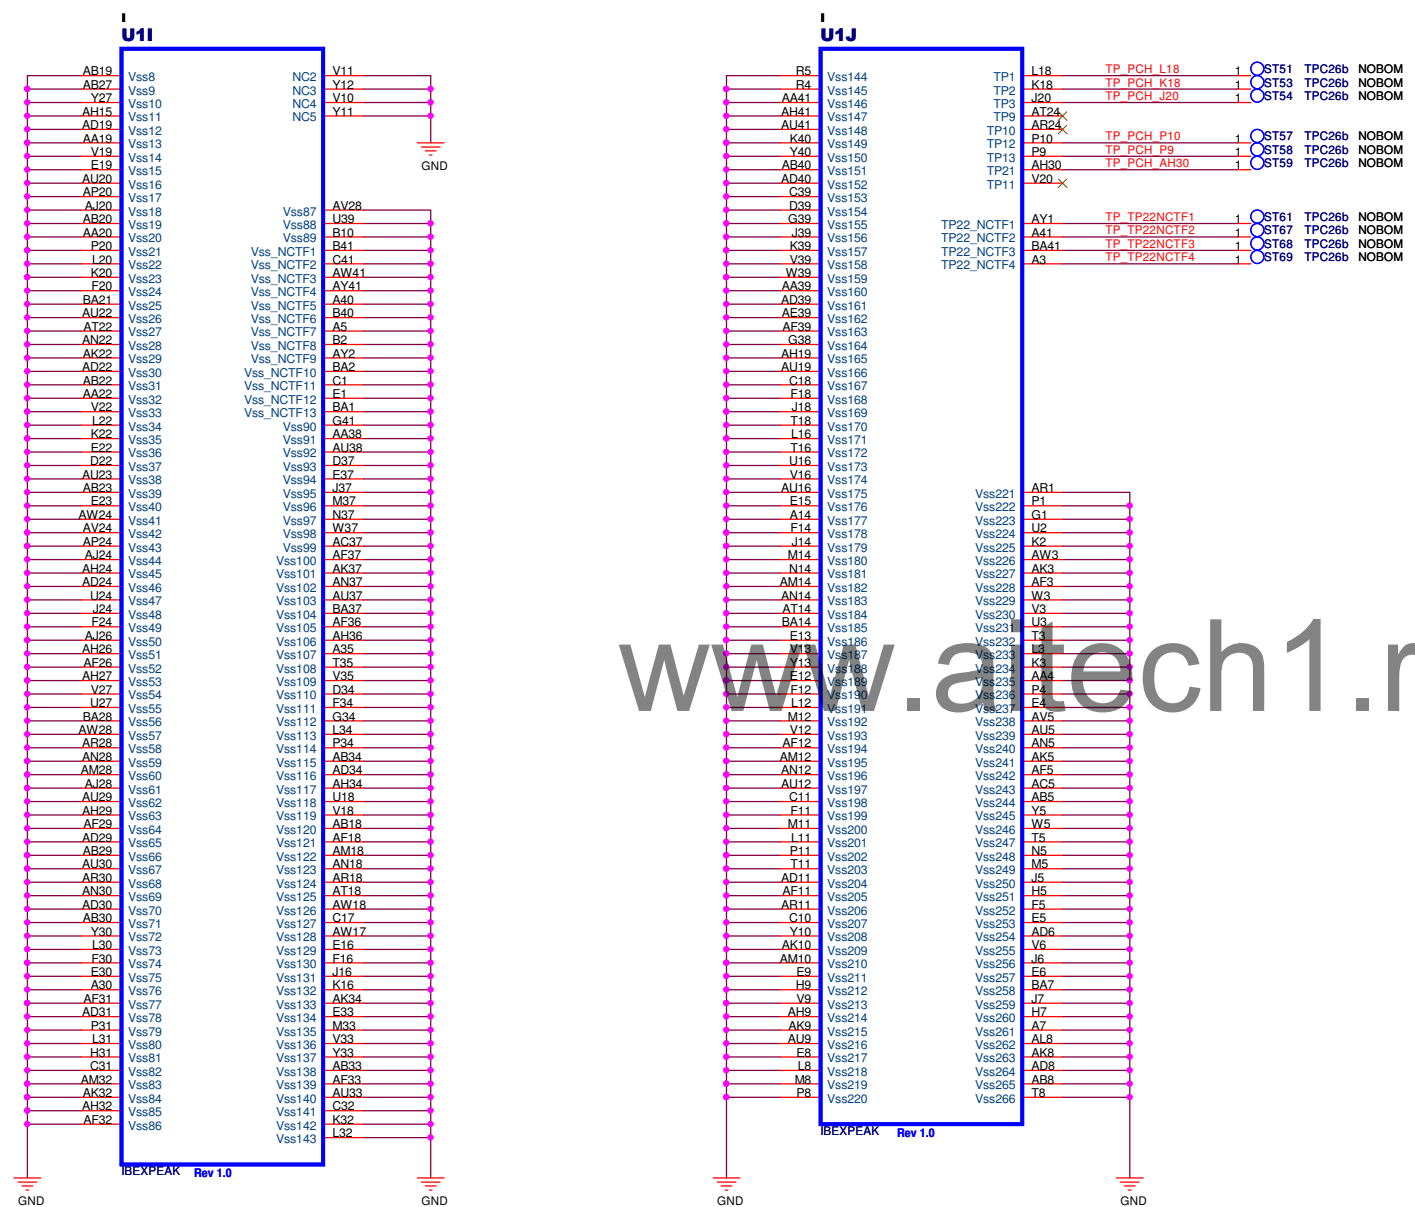 U1I
AB19 Vss8 NC2 V11
AB27 Vss9 NC3 Y12
Y27 Vss10 NC4 V10
AH15 Vss11 NC5 Y11
AD19 Vss12
AA19 Vss13
V19 Vss14
GND
E19 Vss15
AU20 Vss16
AP20 Vss17
AJ20 Vss18 Vss87 AV28
AB20 Vss19 Vss88 U39
AA20 Vss20 Vss89 B10
P20 Vss21 Vss_NCTF1 B41
L20 Vss22 Vss_NCTF2 C41
K20 Vss23 Vss_NCTF3 AW41
F20 Vss24 Vss_NCTF4 AY41
BA21 Vss25 Vss_NCTF5 A40
AU22 Vss26 Vss_NCTF6 B40
AT22 Vss27 Vss_NCTF7 A5
AN22 Vss28 Vss_NCTF8 B2
AK22 Vss29 Vss_NCTF9 AY2
AD22 Vss30 Vss_NCTF10 BA2
AB22 Vss31 Vss_NCTF11 C1
AA22 Vss32 Vss_NCTF12 E1
V22 Vss33 Vss_NCTF13 BA1
L22 Vss34 Vss90 G41
K22 Vss35 Vss91 AA38
E22 Vss36 Vss92 AU38
D22 Vss37 Vss93 D37
AU23 Vss38 Vss94 E37
AB23 Vss39 Vss95 J37
E23 Vss40 Vss96 M37
AW24 Vss41 Vss97 N37
AV24 Vss42 Vss98 W37
AP24 Vss43 Vss99 AC37
AJ24 Vss44 Vss100 AF37
AH24 Vss45 Vss101 AK37
AD24 Vss46 Vss102 AN37
U24 Vss47 Vss103 AU37
J24 Vss48 Vss104 BA37
F24 Vss49 Vss105 AF36
AJ26 Vss50 Vss106 AH36
AH26 Vss51 Vss107 A35
AF26 Vss52 Vss108 T35
AH27 Vss53 Vss109 V35
V27 Vss54 Vss110 D34
U27 Vss55 Vss111 F34
BA28 Vss56 Vss112 G34
AW28 Vss57 Vss113 L34
AR28 Vss58 Vss114 P34
AN28 Vss59 Vss115 AB34
AM28 Vss60 Vss116 AD34
AJ28 Vss61 Vss117 AH34
AU29 Vss62 Vss118 U18
AH29 Vss63 Vss119 V18
AF29 Vss64 Vss120 AB18
AD29 Vss65 Vss121 AF18
AB29 Vss66 Vss122 AM18
AU30 Vss67 Vss123 AN18
AR30 Vss68 Vss124 AR18
AN30 Vss69 Vss125 AT18
AD30 Vss70 Vss126 AW18
AB30 Vss71 Vss127 C17
Y30 Vss72 Vss128 AW17
L30 Vss73 Vss129 E16
F30 Vss74 Vss130 F16
E30 Vss75 Vss131 J16
A30 Vss76 Vss132 K16
AF31 Vss77 Vss133 AK34
AD31 Vss78 Vss134 E33
P31 Vss79 Vss135 M33
L31 Vss80 Vss136 V33
H31 Vss81 Vss137 Y33
C31 Vss82 Vss138 AB33
AM32 Vss83 Vss139 AF33
AK32 Vss84 Vss140 AU33
AH32 Vss85 Vss141 C32
AF32 Vss86 Vss142 K32
Vss143 L32
IBEXPEAK Rev 1.0
GND GND
U1J
R5 Vss144 TP1 L18 TP_PCH_L18 1 ST51 TPC26b NOBOM
R4 Vss145 TP2 K18 TP_PCH_K18 1 ST53 TPC26b NOBOM
AA41 Vss146 TP3 J20 TP_PCH_J20 1 ST54 TPC26b NOBOM
AH41 Vss147 TP9 AT24
AU41 Vss148 TP10 AR24
K40 Vss149 TP12 P10 TP_PCH_P10 1 ST57 TPC26b NOBOM
Y40 Vss150 TP13 P9 TP_PCH_P9 1 ST58 TPC26b NOBOM
AB40 Vss151 TP21 AH30 TP_PCH_AH30 1 ST59 TPC26b NOBOM
AD40 Vss152 TP11 V20
C39 Vss153
D39 Vss154
G39 Vss155 TP22_NCTF1 AY1 TP_TP22NCTF1 1 ST61 TPC26b NOBOM
J39 Vss156 TP22_NCTF2 A41 TP_TP22NCTF2 1 ST67 TPC26b NOBOM
K39 Vss157 TP22_NCTF3 BA41 TP_TP22NCTF3 1 ST68 TPC26b NOBOM
V39 Vss158 TP22_NCTF4 A3 TP_TP22NCTF4 1 ST69 TPC26b NOBOM
W39 Vss159
AA39 Vss160
AD39 Vss161
AE39 Vss162
AF39 Vss163
G38 Vss164
AH19 Vss165
AU19 Vss166
C18 Vss167
F18 Vss168
J18 Vss169
T18 Vss170
L16 Vss171
T16 Vss172
U16 Vss173
V16 Vss174
AU16 Vss175 Vss221 AR1
E15 Vss176 Vss222 P1
A14 Vss177 Vss223 G1
F14 Vss178 Vss224 U2
J14 Vss179 Vss225 K2
M14 Vss180 Vss226 AW3
N14 Vss181 Vss227 AK3
AM14 Vss182 Vss228 AF3
AN14 Vss183 Vss229 W3
AT14 Vss184 Vss230 V3
BA14 Vss185 Vss231 U3
E13 Vss186 Vss232 T3
V13 Vss187 Vss233 L3
Y13 Vss188 Vss234 K3
E12 Vss189 Vss235 AA4
F12 Vss190 Vss236 P4
L12 Vss191 Vss237 E4
M12 Vss192 Vss238 AV5
V12 Vss193 Vss239 AU5
AF12 Vss194 Vss240 AN5
AM12 Vss195 Vss241 AK5
AN12 Vss196 Vss242 AF5
AU12 Vss197 Vss243 AC5
C11 Vss198 Vss244 AB5
F11 Vss199 Vss245 Y5
M11 Vss200 Vss246 W5
L11 Vss201 Vss247 T5
P11 Vss202 Vss248 N5
T11 Vss203 Vss249 M5
AD11 Vss204 Vss250 J5
AF11 Vss205 Vss251 H5
AR11 Vss206 Vss252 F5
C10 Vss207 Vss253 E5
Y10 Vss208 Vss254 AD6
AK10 Vss209 Vss255 V6
AM10 Vss210 Vss256 J6
E9 Vss211 Vss257 E6
H9 Vss212 Vss258 BA7
V9 Vss213 Vss259 J7
AH9 Vss214 Vss260 H7
AK9 Vss215 Vss261 A7
AU9 Vss216 Vss262 AL8
E8 Vss217 Vss263 AK8
L8 Vss218 Vss264 AD8
M8 Vss219 Vss265 AB8
P8 Vss220 Vss266 T8
IBEXPEAK Rev 1.0
GND GND
www.aitech1.r